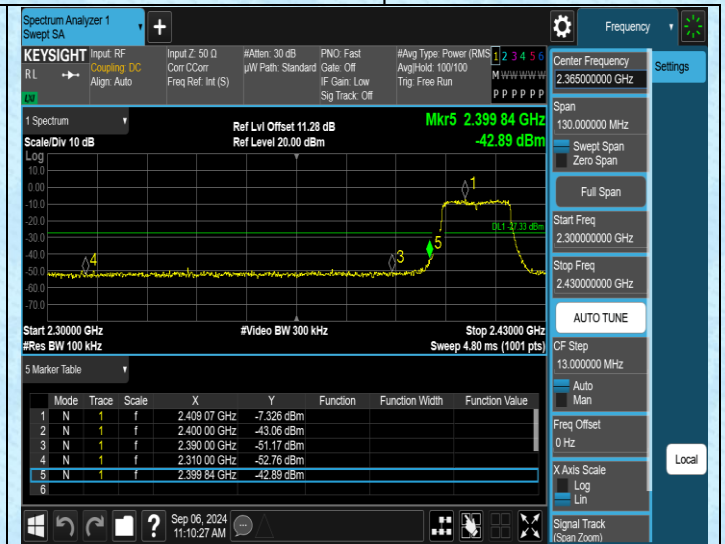 Spectrum Analyzer 1
Swept SA
Frequency
KEYSIGHT
RL
LXI
Input: RF
Coupling: DC
Align: Auto
Input Z: 50 Ω
Corr CCorr
Freq Ref: Int (S)
#Atten: 30 dB
µW Path: Standard
PNO: Fast
Gate: Off
IF Gain: Low
Sig Track: Off
#Avg Type: Power (RMS
Avg|Hold: 100/100
Trig: Free Run
1 2 3 4 5 6
M W W W W W
P P P P P P
1 Spectrum
Scale/Div 10 dB
Ref Lvl Offset 11.28 dB
Ref Level 20.00 dBm
Mkr5 2.399 84 GHz
-42.89 dBm
Log
10.0
0.00
-10.0
-20.0
-30.0
-40.0
-50.0
-60.0
-70.0
1
DL1 -27.33 dBm
5
3
4
Start 2.30000 GHz
#Res BW 100 kHz
#Video BW 300 kHz
Stop 2.43000 GHz
Sweep 4.80 ms (1001 pts)
5 Marker Table
Mode Trace Scale X Y Function Function Width Function Value
1 N 1 f 2.409 07 GHz -7.326 dBm
2 N 1 f 2.400 00 GHz -43.06 dBm
3 N 1 f 2.390 00 GHz -51.17 dBm
4 N 1 f 2.310 00 GHz -52.76 dBm
5 N 1 f 2.399 84 GHz -42.89 dBm
6
Sep 06, 2024
11:10:27 AM
Center Frequency
2.365000000 GHz
Span
130.000000 MHz
Swept Span
Zero Span
Full Span
Start Freq
2.300000000 GHz
Stop Freq
2.430000000 GHz
AUTO TUNE
CF Step
13.000000 MHz
Auto
Man
Freq Offset
0 Hz
X Axis Scale
Log
Lin
Signal Track
(Span Zoom)
Settings
Local